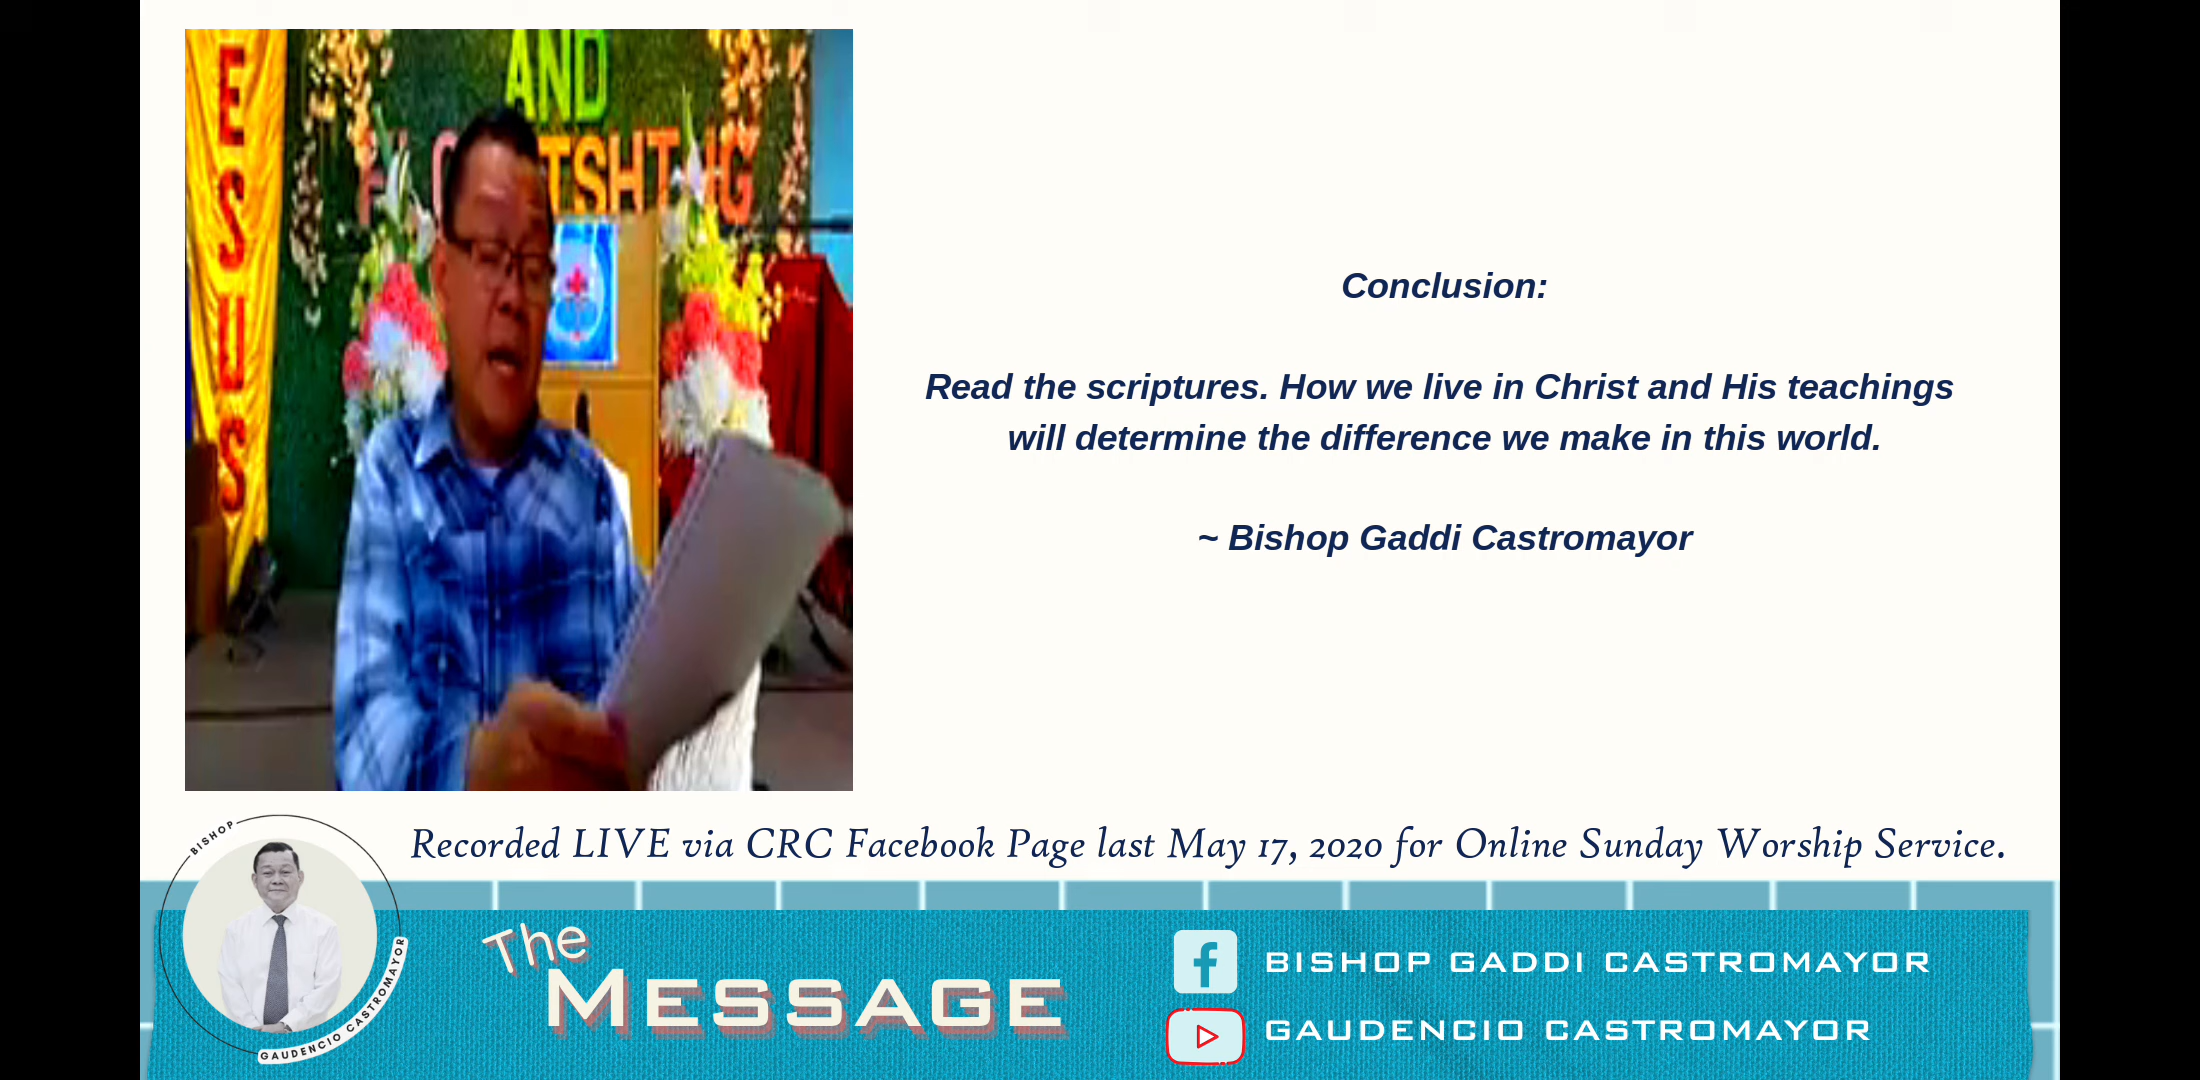 ESUS
AND
Conclusion:
Read the scriptures. How we live in Christ and His teachings
will determine the difference we make in this world.
~ Bishop Gaddi Castromayor
Recorded LIVE via CRC Facebook Page last May 17, 2020 for Online Sunday Worship Service.
BISHOP
GAUDENCIO CASTROMAYOR
The
MESSAGE
BISHOP GADDI CASTROMAYOR
GAUDENCIO CASTROMAYOR